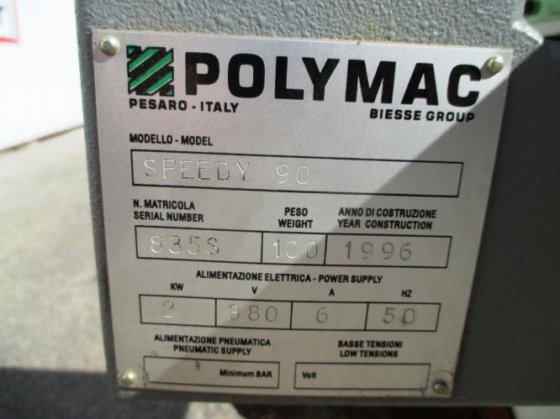 POLYMAC
PESARO - ITALY BIESSE GROUP
MODELLO - MODEL
SPEEDY 90
N. MATRICOLA PESO ANNO DI COSTRUZIONE
SERIAL NUMBER WEIGHT YEAR CONSTRUCTION
835S 100 1996
ALIMENTAZIONE ELETTRICA - POWER SUPPLY
KW V A HZ
2 380 6 50
ALIMENTAZIONE PNEUMATICA BASSE TENSIONI
PNEUMATIC SUPPLY LOW TENSIONS
Minimum BAR Volt